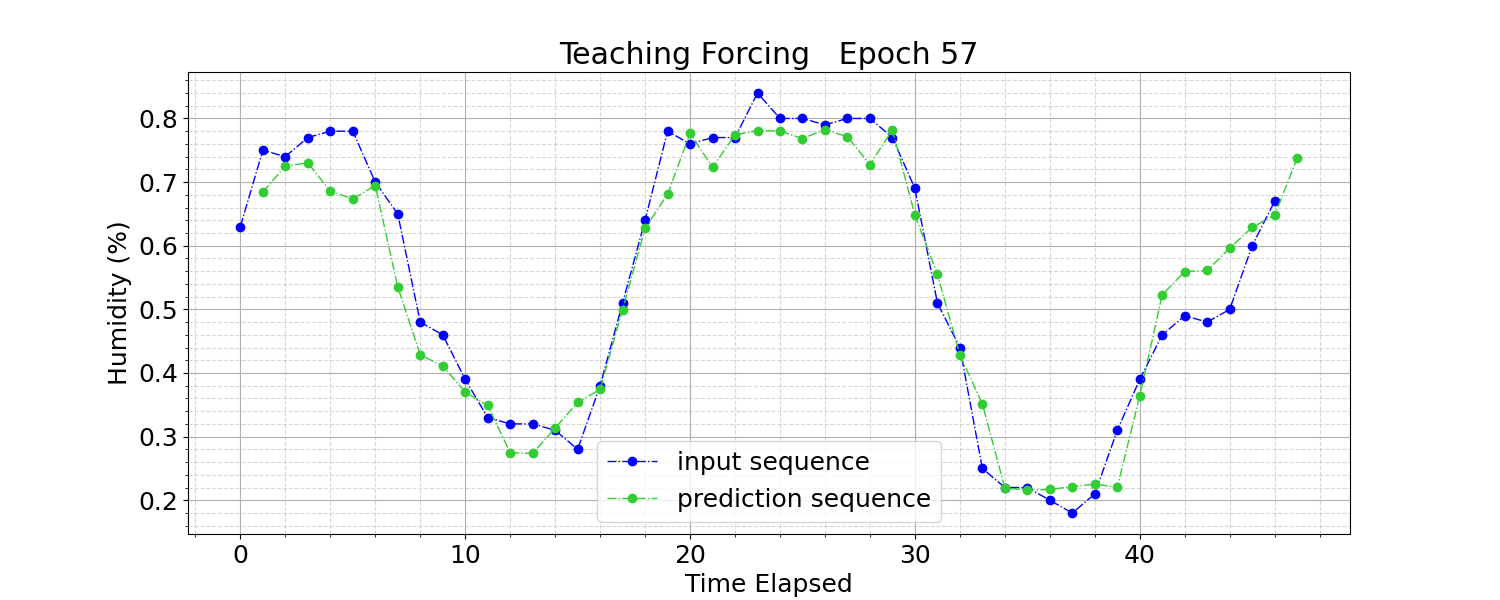 Teaching Forcing   Epoch 57
0.8
0.7
0.6
0.5
0.4
0.3
0.2
Humidity (%)
input sequence
prediction sequence
0 10 20 30 40
Time Elapsed